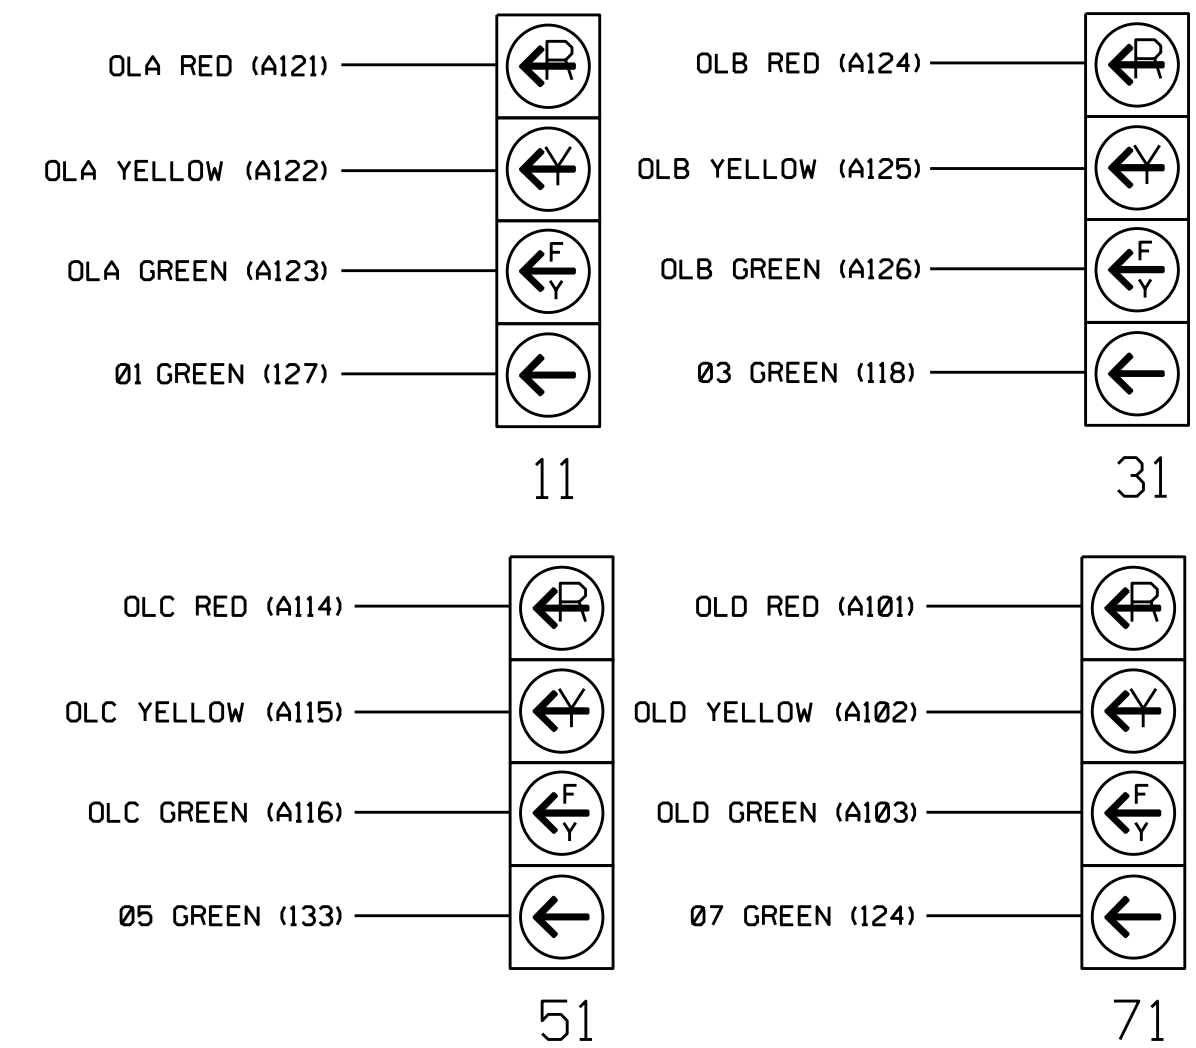 OLA RED (A121)
R
OLA YELLOW (A122)
Y
OLA GREEN (A123)
F
Y
Ø1 GREEN (127)
11
OLB RED (A124)
R
OLB YELLOW (A125)
Y
OLB GREEN (A126)
F
Y
Ø3 GREEN (118)
31
OLC RED (A114)
R
OLC YELLOW (A115)
Y
OLC GREEN (A116)
F
Y
Ø5 GREEN (133)
51
OLD RED (A101)
R
OLD YELLOW (A102)
Y
OLD GREEN (A103)
F
Y
Ø7 GREEN (124)
71